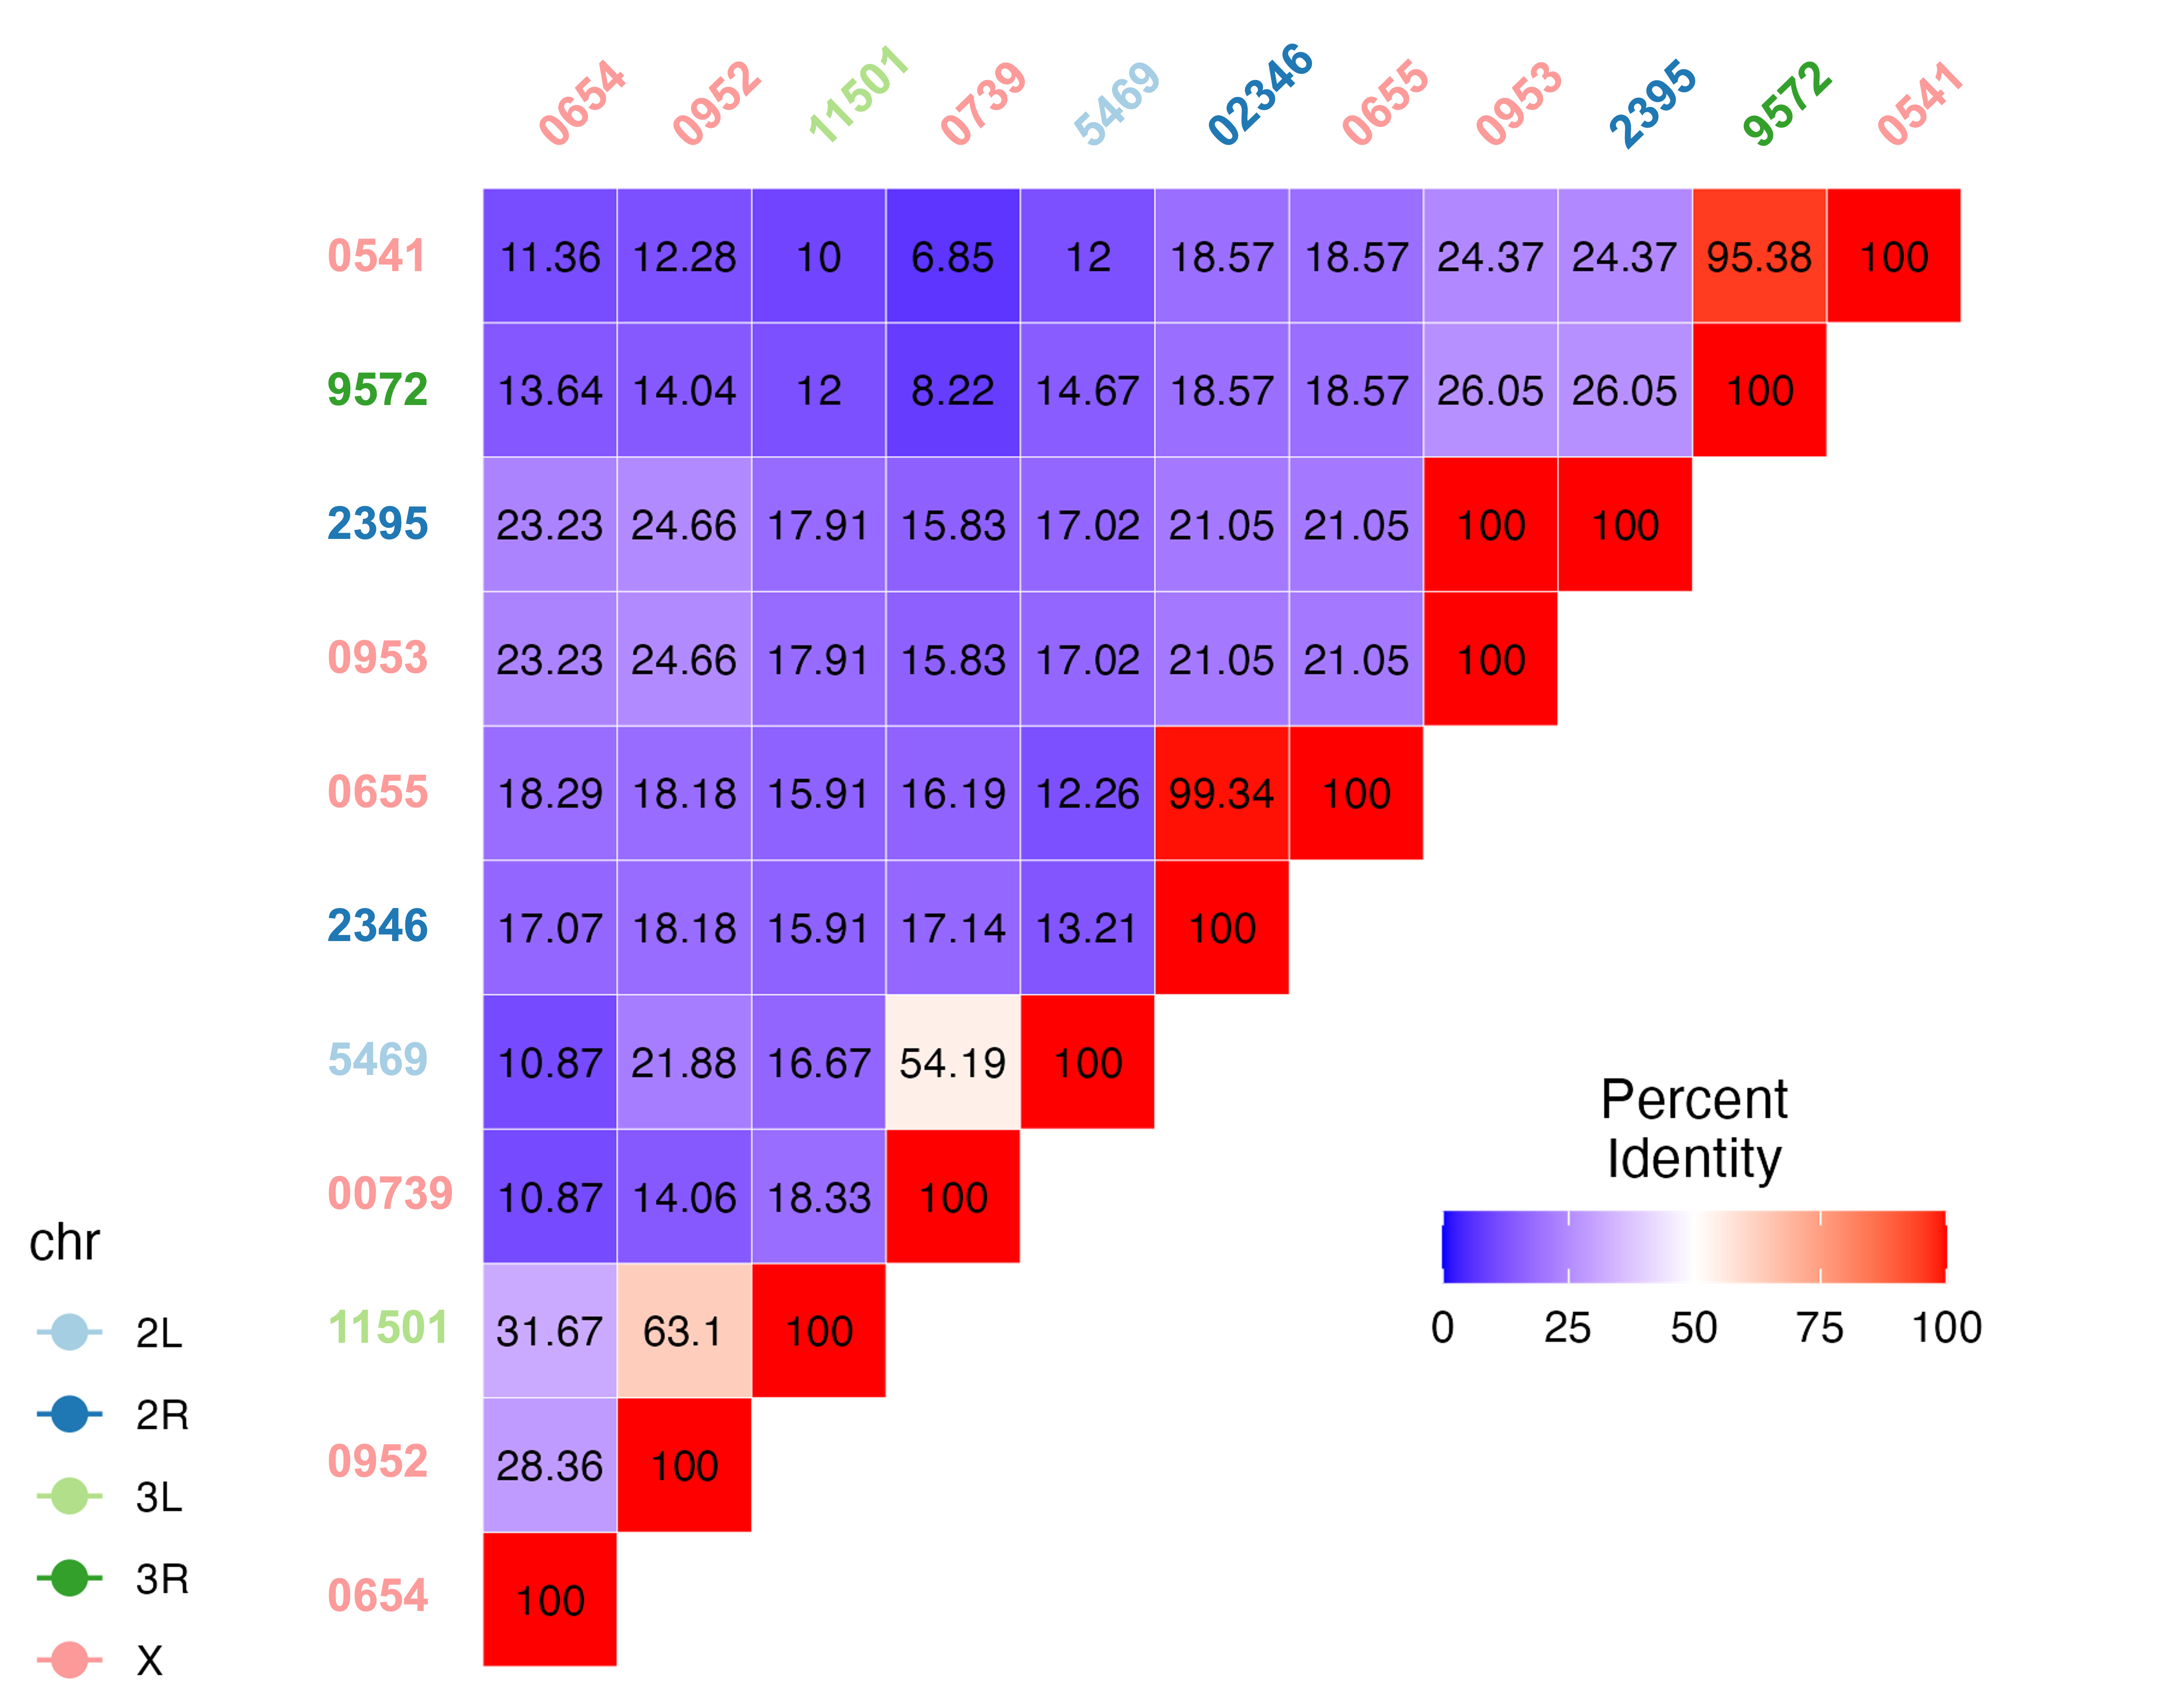 0654 0952 11501 0739 5469 02346 0655 0953 2395 9572 0541
0541 11.36 12.28 10 6.85 12 18.57 18.57 24.37 24.37 95.38 100
9572 13.64 14.04 12 8.22 14.67 18.57 18.57 26.05 26.05 100
2395 23.23 24.66 17.91 15.83 17.02 21.05 21.05 100 100
0953 23.23 24.66 17.91 15.83 17.02 21.05 21.05 100
0655 18.29 18.18 15.91 16.19 12.26 99.34 100
2346 17.07 18.18 15.91 17.14 13.21 100
5469 10.87 21.88 16.67 54.19 100
00739 10.87 14.06 18.33 100
11501 31.67 63.1 100
0952 28.36 100
0654 100
chr
2L
2R
3L
3R
X
Percent
Identity
0 25 50 75 100